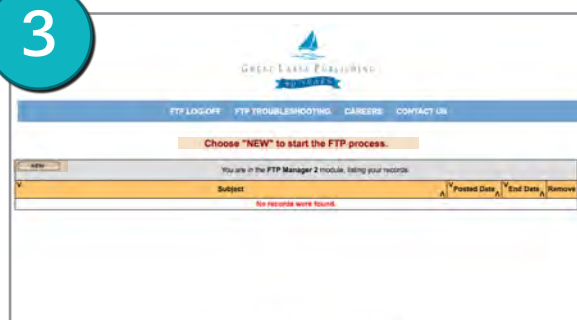 3
GREAT LAKES PUBLISHING
FTP LOG-OFF FTP TROUBLESHOOTING CAREERS CONTACT US
Choose "NEW" to start the FTP process.
NEW
You are in the FTP Manager 2 module, listing your records.
Subject Posted Date End Date Remove
No records were found.